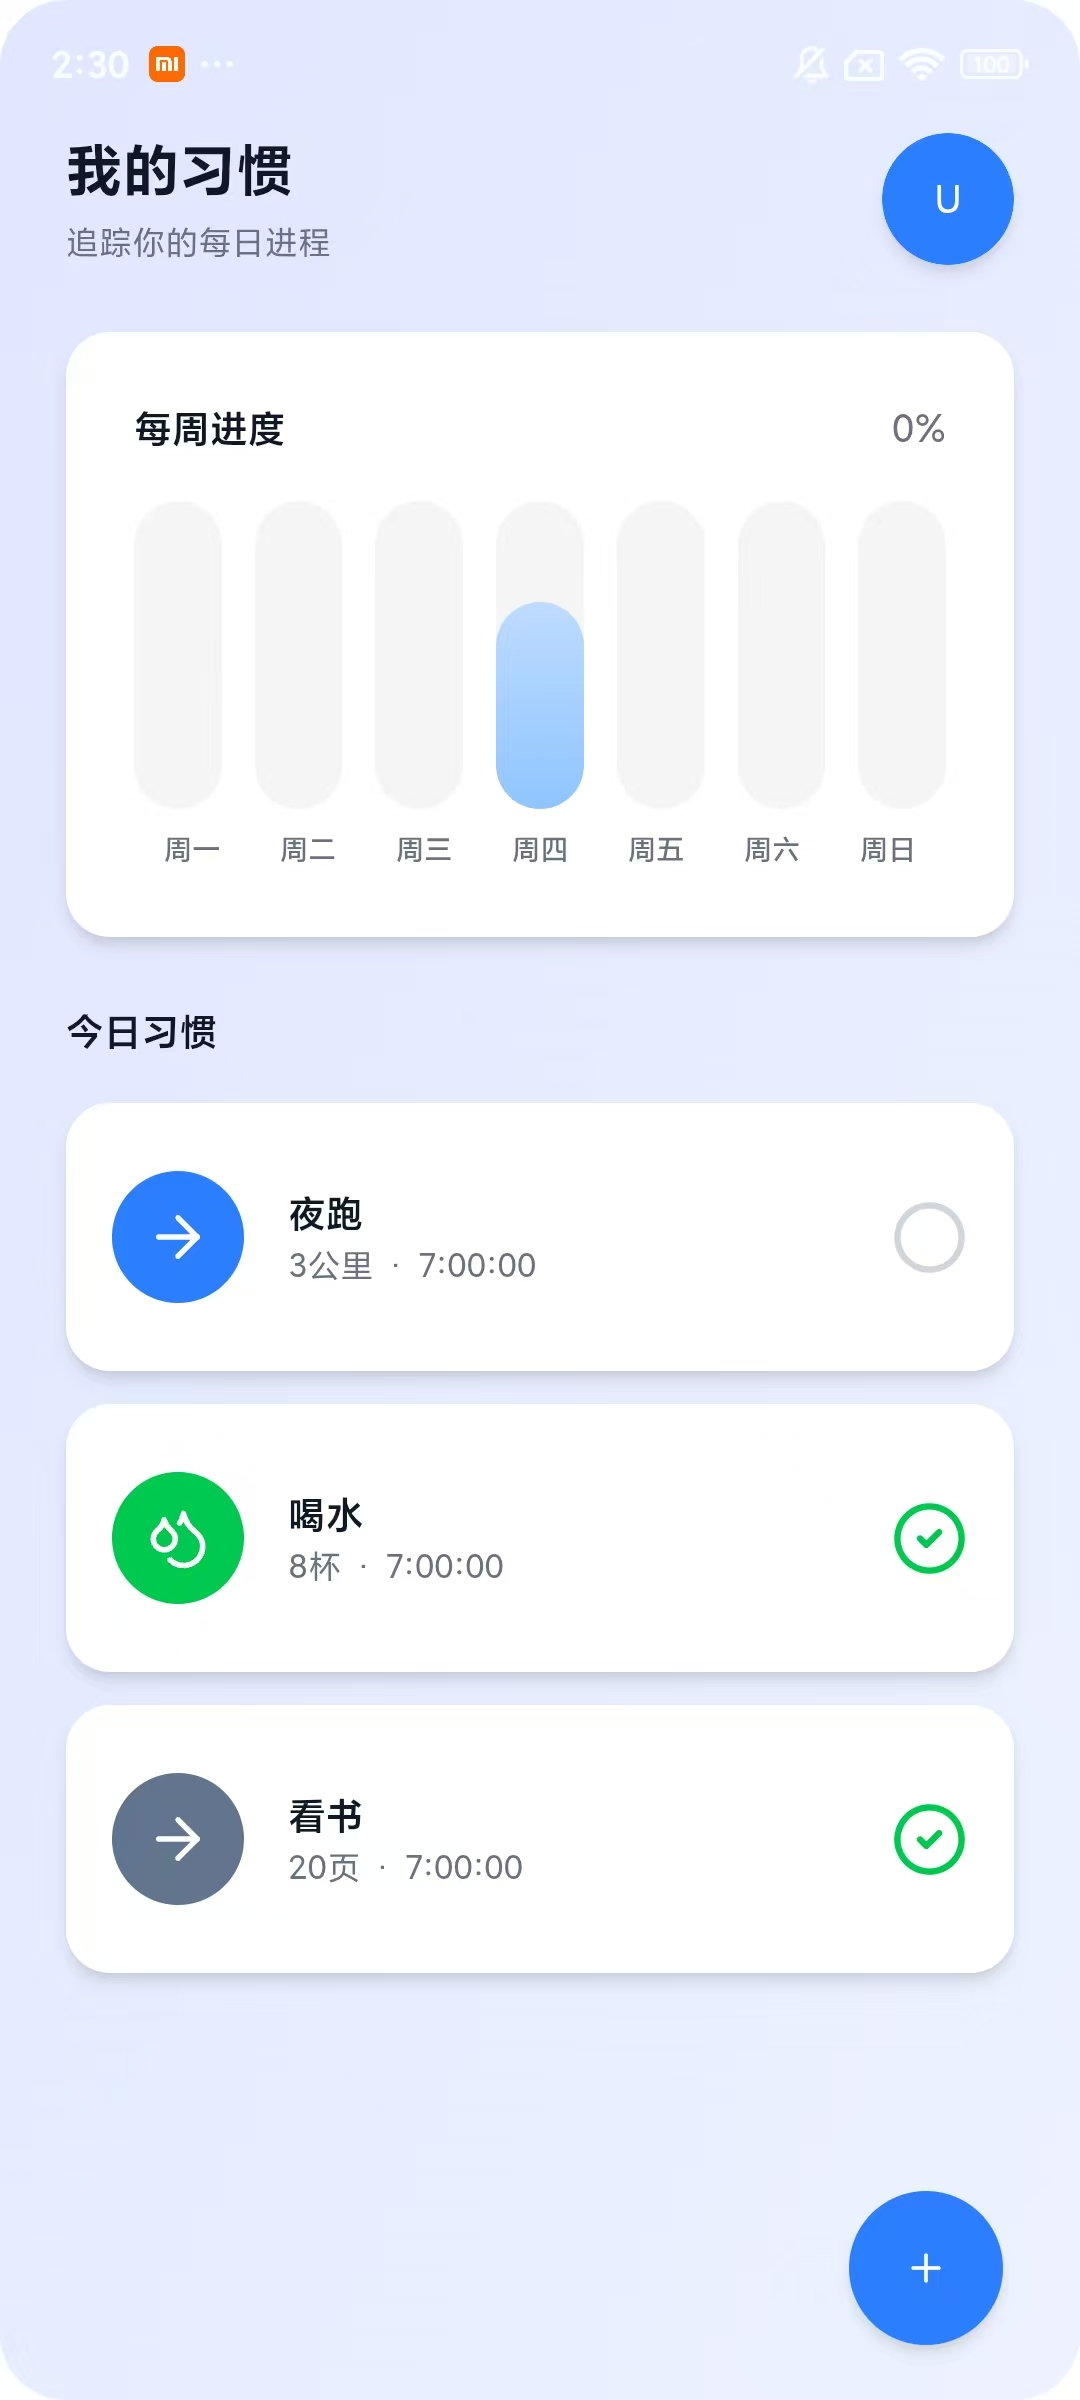 2:30
100
我的习惯
追踪你的每日进程
U
每周进度
0%
周一 周二 周三 周四 周五 周六 周日
今日习惯
夜跑
3公里 · 7:00:00
喝水
8杯 · 7:00:00
看书
20页 · 7:00:00